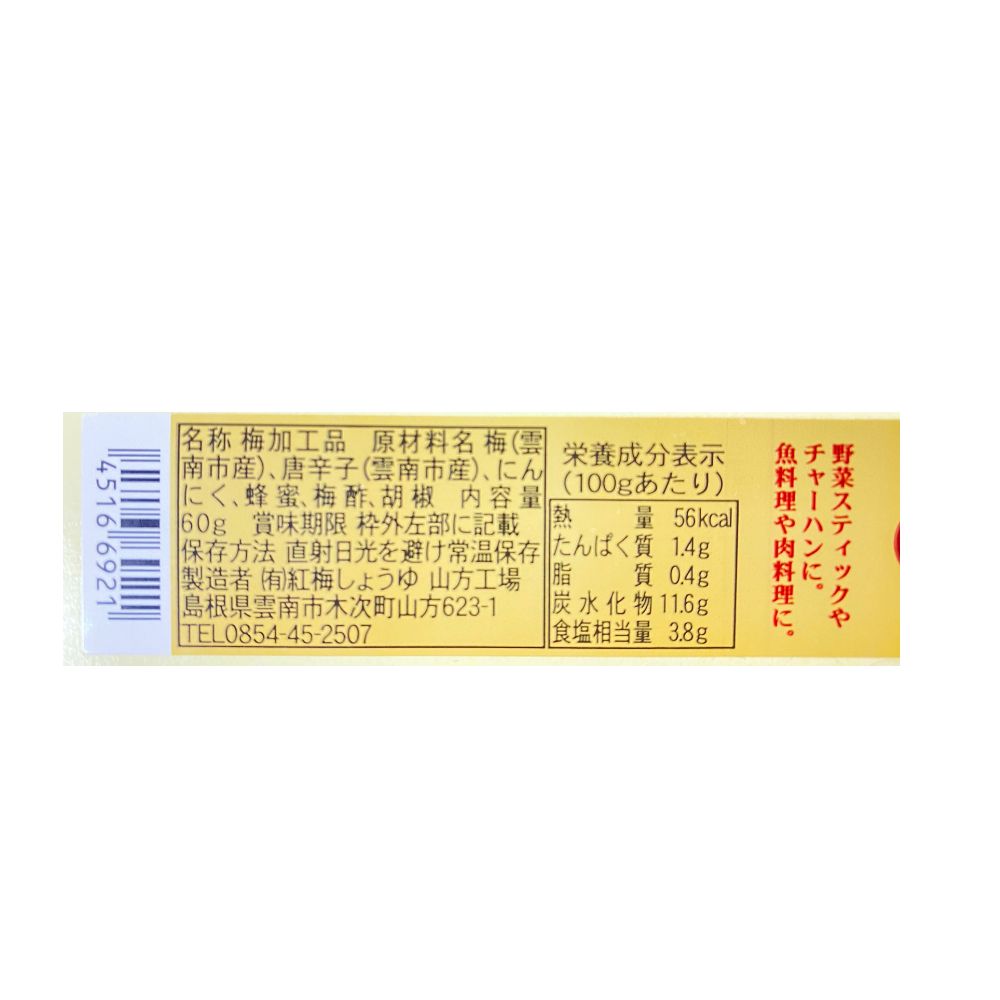 45166921
名称 梅加工品 原材料名 梅(雲
南市産)、唐辛子(雲南市産)、にん
にく、蜂蜜、梅酢、胡椒 内容量
60g 賞味期限 枠外左部に記載
保存方法 直射日光を避け常温保存
製造者 (有)紅梅しょうゆ 山方工場
島根県雲南市木次町山方623-1
TEL0854-45-2507
栄養成分表示
(100gあたり)
熱量 56kcal
たんぱく質 1.4g
脂質 0.4g
炭水化物 11.6g
食塩相当量 3.8g
野菜スティックや
チャーハンに。
魚料理や肉料理に。